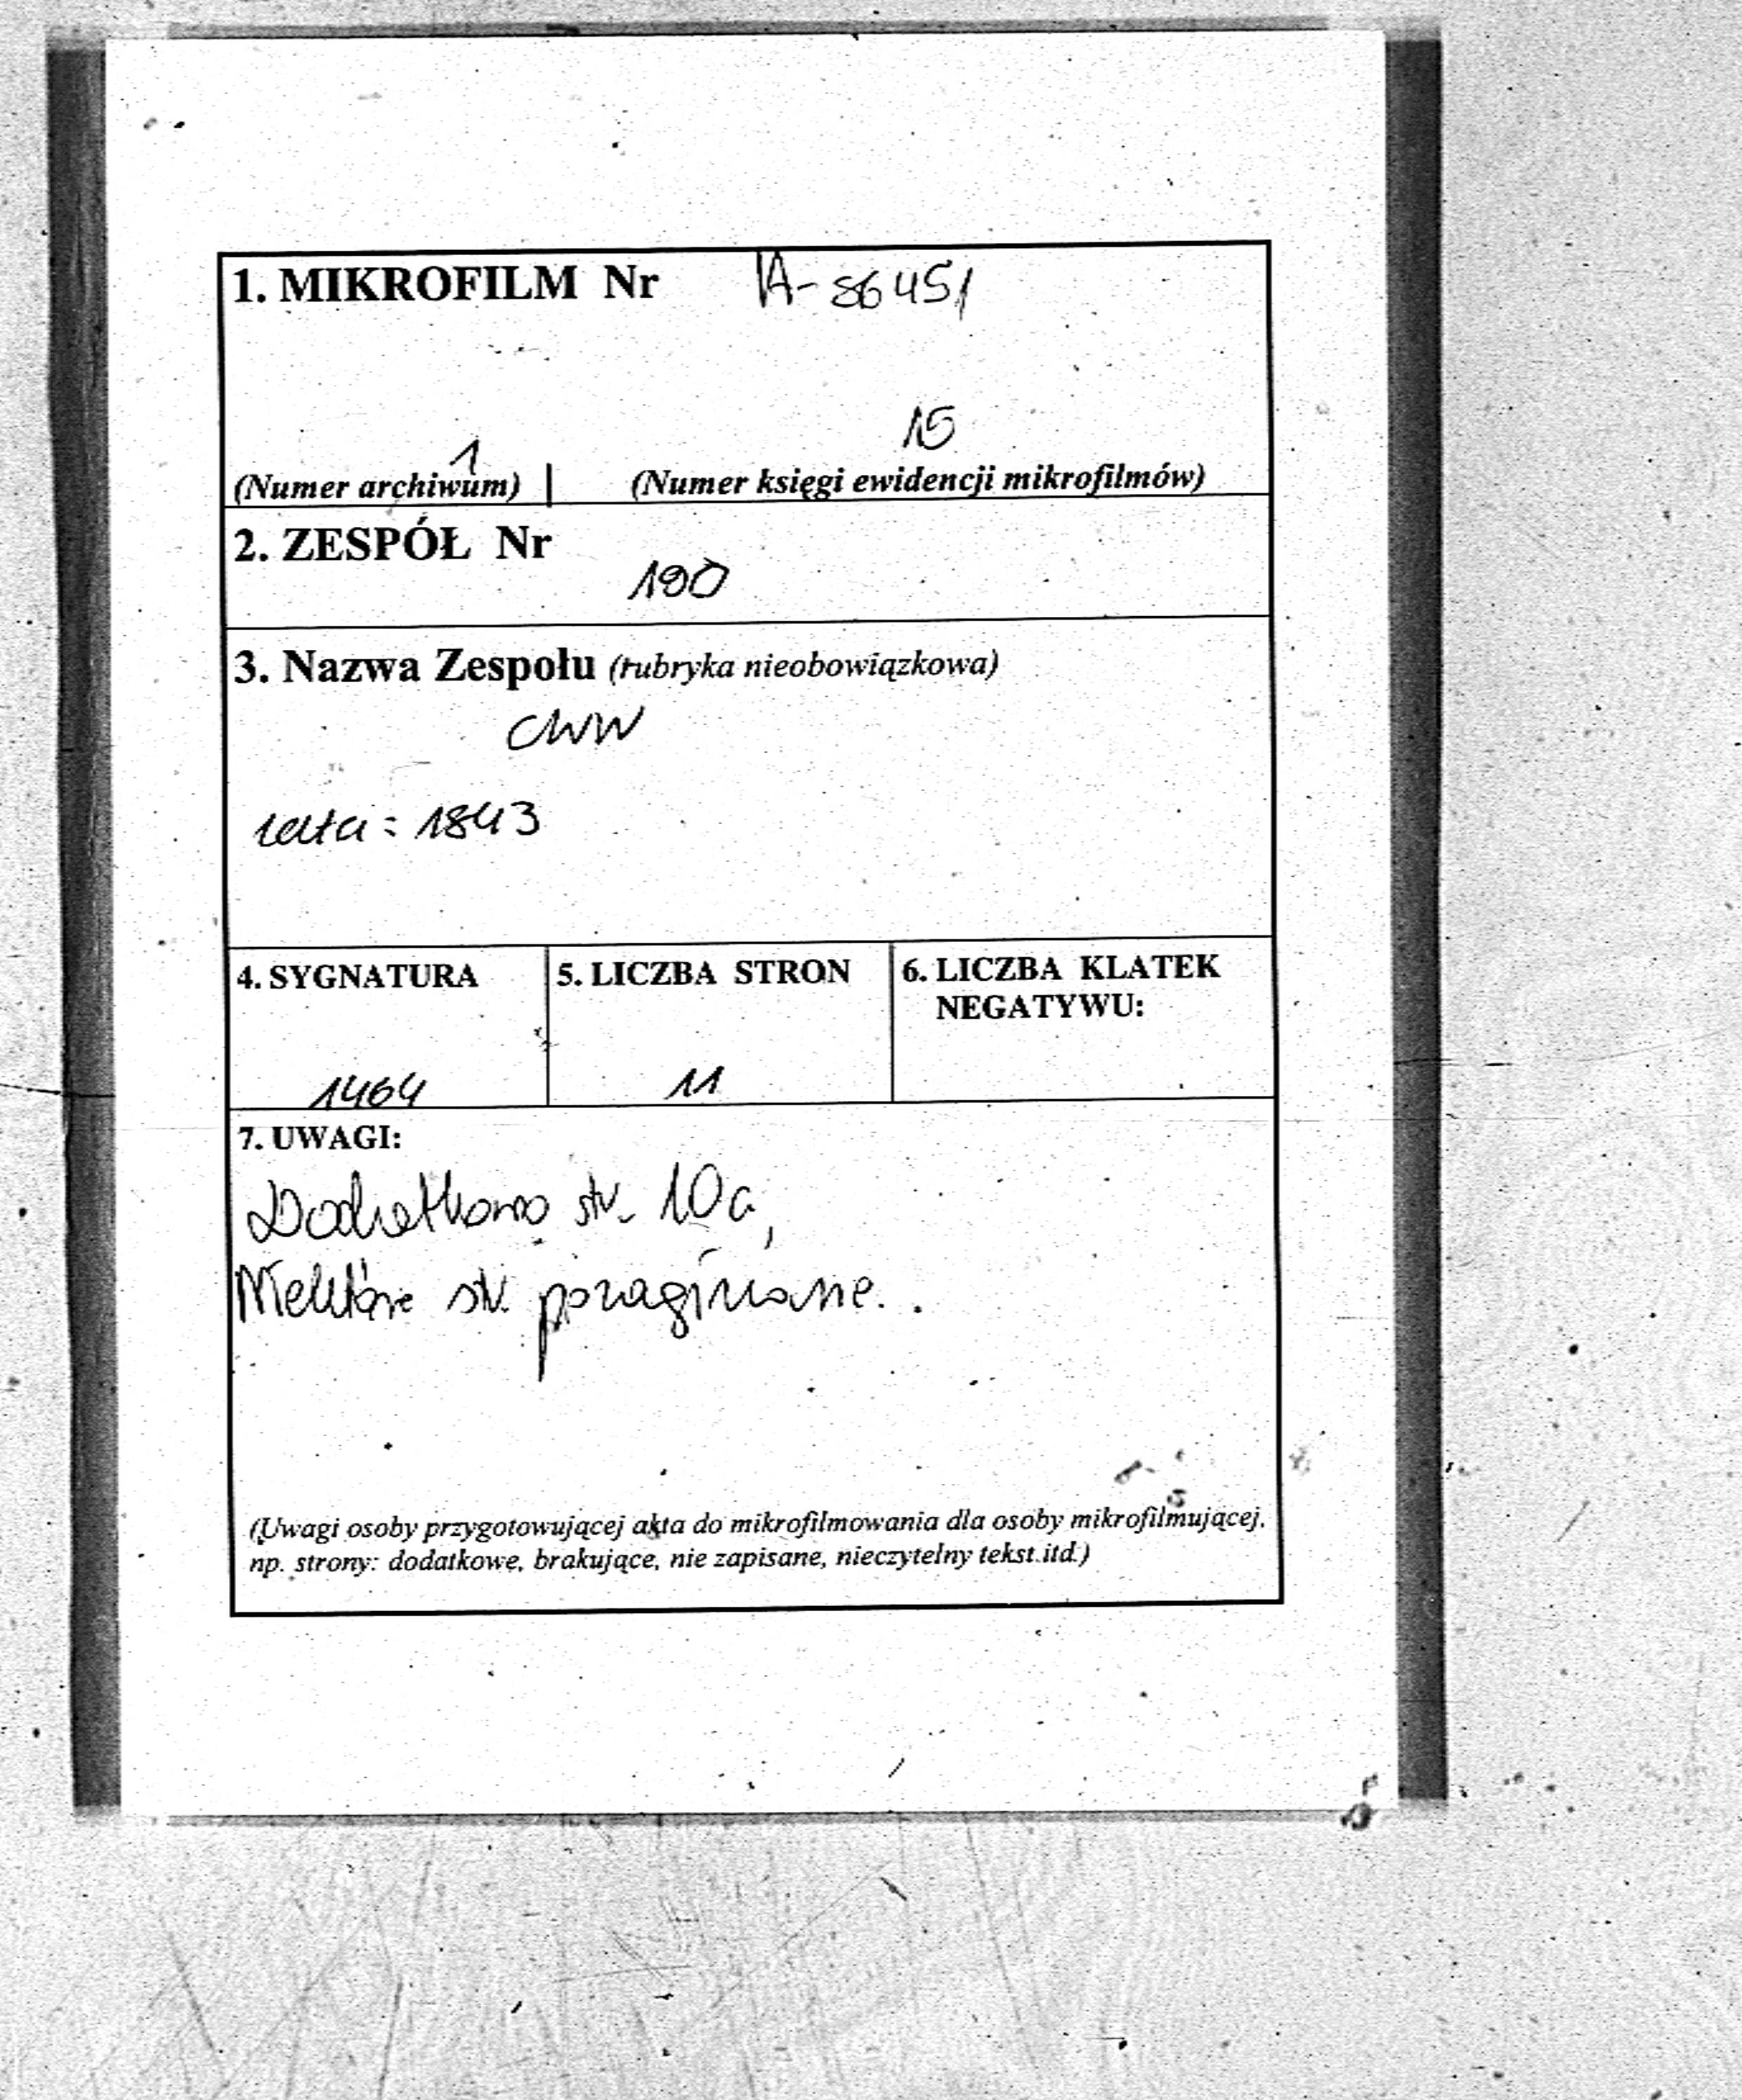 1. MIKROFILM Nr A-86451
1 15
(Numer archiwum) (Numer księgi ewidencji mikrofilmów)
2. ZESPÓŁ Nr
190
3. Nazwa Zespołu (rubryka nieobowiązkowa)
CWW
lata: 1843
4. SYGNATURA 5. LICZBA STRON 6. LICZBA KLATEK
NEGATYWU:
1464 11
7. UWAGI:
Dodatkowo str. 10a,
Niektóre str. poza
(Uwagi osoby przygotowującej akta do mikrofilmowania dla osoby mikrofilmującej,
np. strony: dodatkowe, brakujące, nie zapisane, nieczytelny tekst itd.)